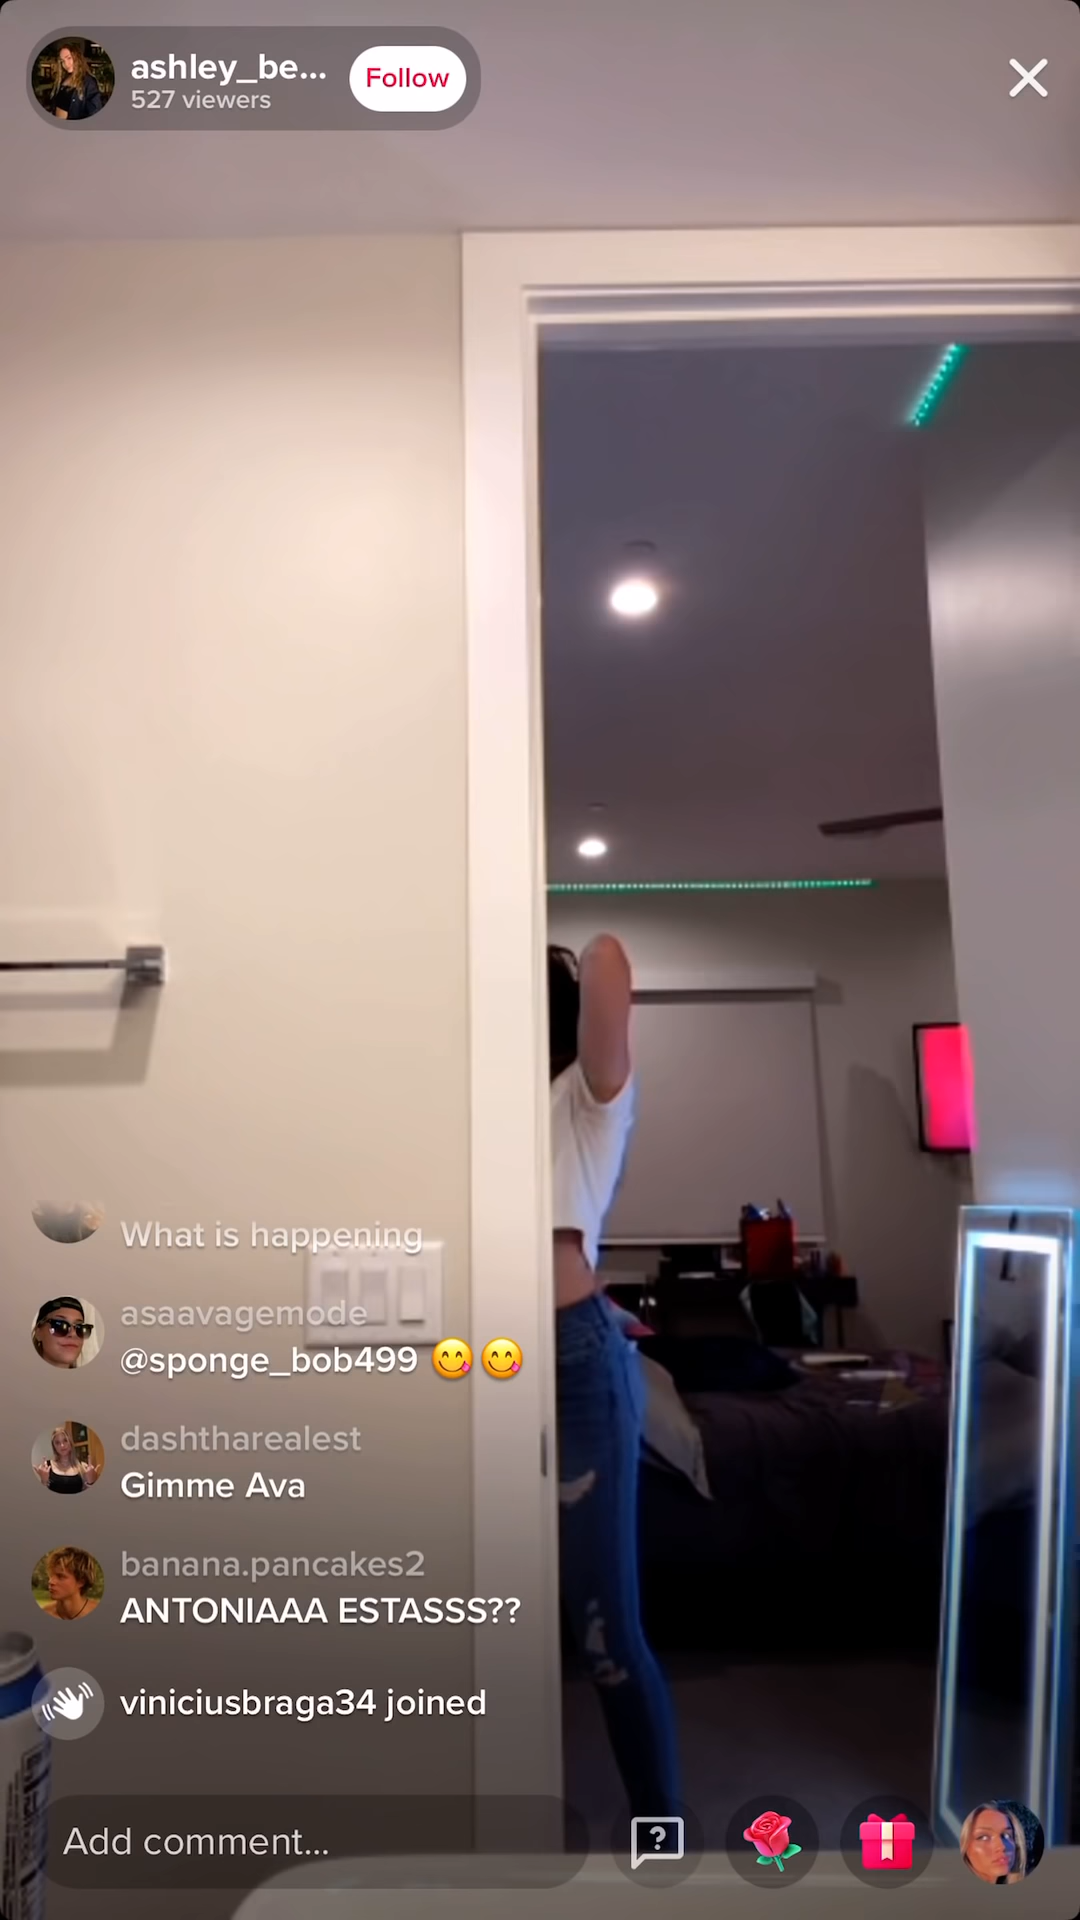 ashley_be...
527 viewers
Follow
What is happening
asaavagemode
@sponge_bob499 😋 😋
dashtharealest
Gimme Ava
banana.pancakes2
ANTONIAAA ESTASSS??
viniciusbraga34 joined
Add comment...